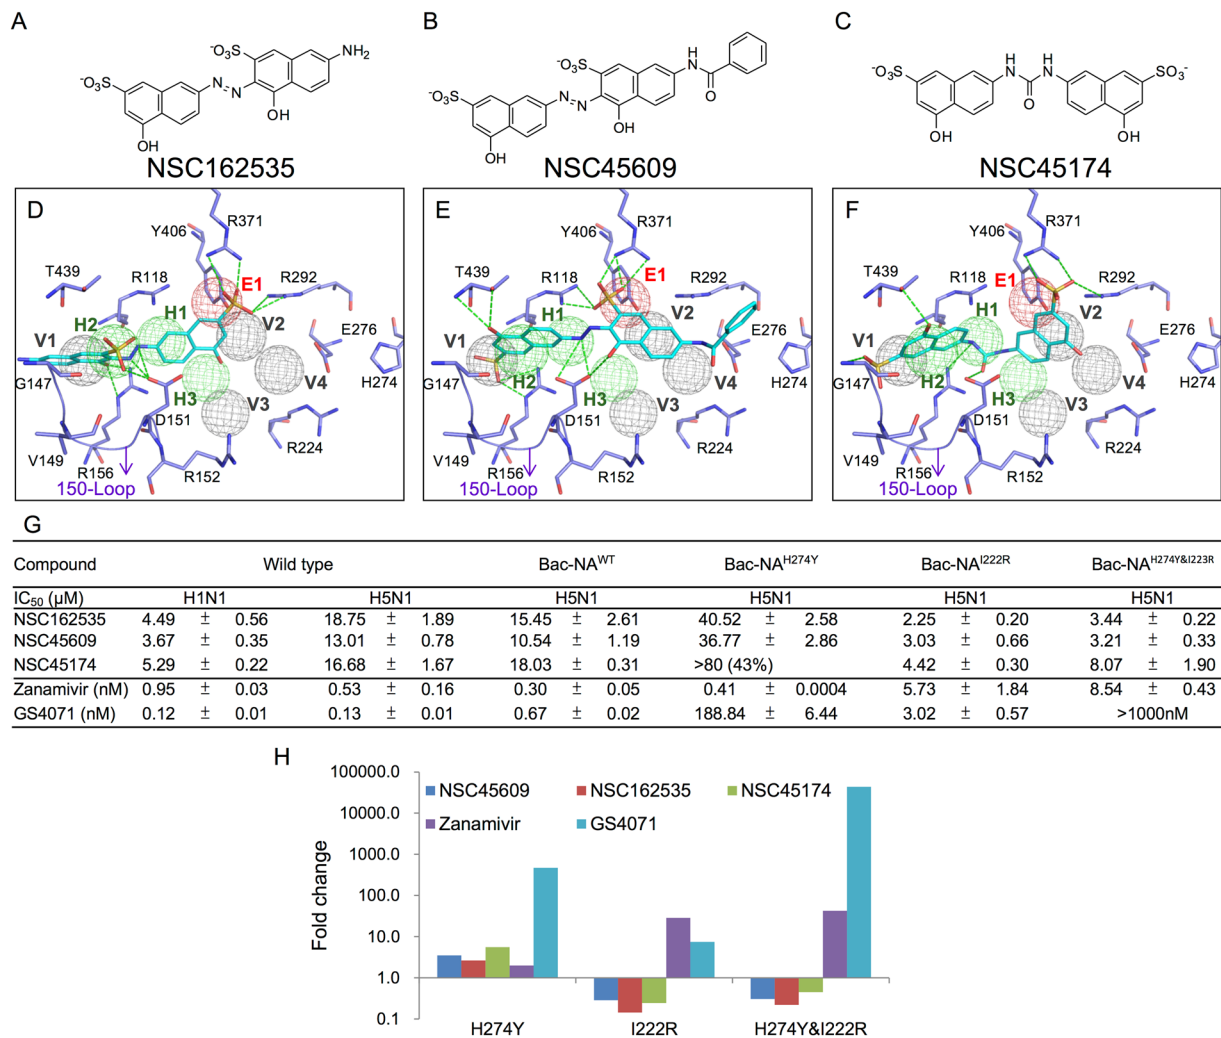 A
B
C
⁻O₃S
⁻O₃S
NH₂
N
N
OH
OH
⁻O₃S
⁻O₃S
H
N
O
N
N
OH
OH
⁻O₃S
H
N
H
N
O
SO₃⁻
OH
OH
NSC162535
NSC45609
NSC45174
D
R371
Y406
T439
R118
E1
R292
H2
H1
V1
V2
E276
G147
V4
H274
H3
D151
V3
V149
R156
R152
R224
150-Loop
E
R371
Y406
T439
R118
E1
R292
H1
V1
V2
E276
G147
H2
V4
H274
H3
D151
V3
V149
R156
R152
R224
150-Loop
F
R371
Y406
T439
R118
E1
R292
H1
V1
V2
E276
G147
H2
V4
H274
H3
D151
V3
V149
R156
R152
R224
150-Loop
G
Compound Wild type Bac-NA^WT Bac-NA^H274Y Bac-NA^I222R Bac-NA^H274Y&I223R
IC₅₀ (µM) H1N1 H5N1 H5N1 H5N1 H5N1 H5N1
NSC162535 4.49 ± 0.56 18.75 ± 1.89 15.45 ± 2.61 40.52 ± 2.58 2.25 ± 0.20 3.44 ± 0.22
NSC45609 3.67 ± 0.35 13.01 ± 0.78 10.54 ± 1.19 36.77 ± 2.86 3.03 ± 0.66 3.21 ± 0.33
NSC45174 5.29 ± 0.22 16.68 ± 1.67 18.03 ± 0.31 >80 (43%) 4.42 ± 0.30 8.07 ± 1.90
Zanamivir (nM) 0.95 ± 0.03 0.53 ± 0.16 0.30 ± 0.05 0.41 ± 0.0004 5.73 ± 1.84 8.54 ± 0.43
GS4071 (nM) 0.12 ± 0.01 0.13 ± 0.01 0.67 ± 0.02 188.84 ± 6.44 3.02 ± 0.57 >1000nM
H
Fold change
100000.0
10000.0
1000.0
100.0
10.0
1.0
0.1
NSC45609 NSC162535 NSC45174
Zanamivir GS4071
H274Y I222R H274Y&I222R